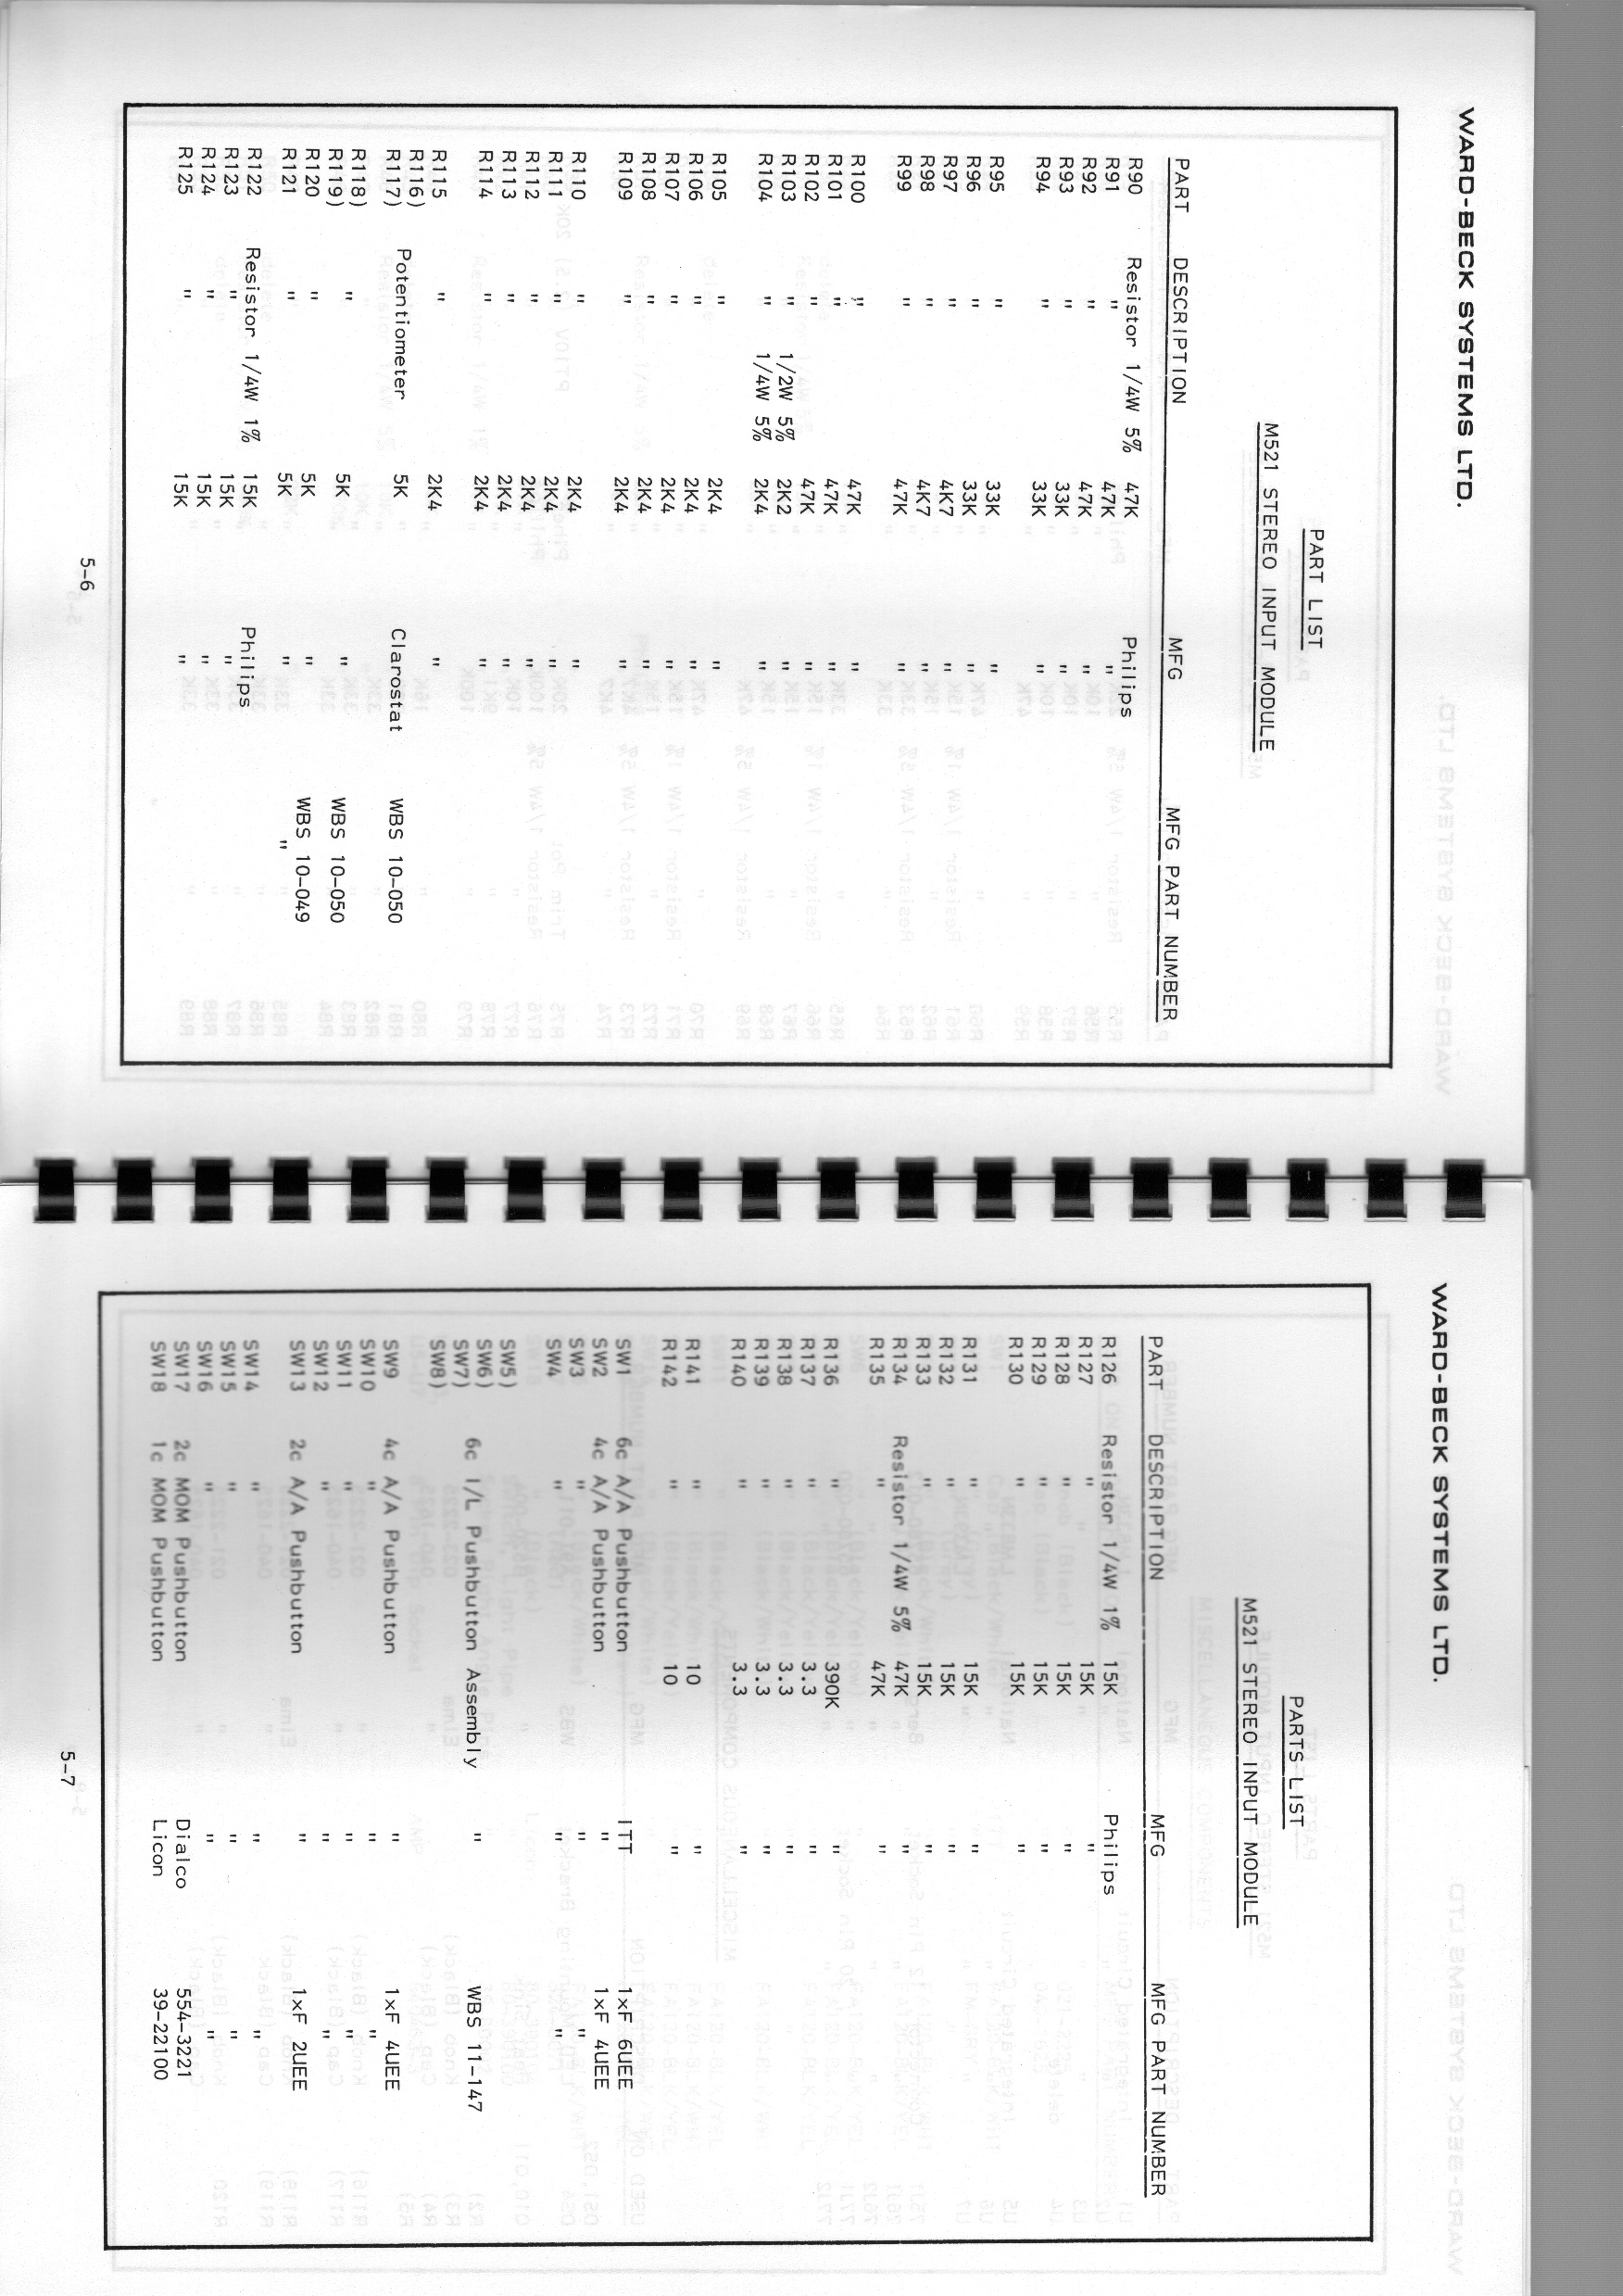 WARD-BECK SYSTEMS LTD.
PART LIST
M521 STEREO INPUT MODULE
PART DESCRIPTION MFG MFG PART NUMBER
R90 Resistor 1/4W 5% 47K Philips
R91 " 47K "
R92 " 47K "
R93 " 33K "
R94 " 33K "
R95 " 33K "
R96 " 33K "
R97 " 4K7 "
R98 " 4K7 "
R99 " 47K "
R100 " 47K "
R101 " 47K "
R102 " 47K "
R103 " 1/2W 5% 2K2 "
R104 " 1/4W 5% 2K4 "
R105 " 2K4 "
R106 " 2K4 "
R107 " 2K4 "
R108 " 2K4 "
R109 " 2K4 "
R110 " 2K4 "
R111 " 2K4 "
R112 " 2K4 "
R113 " 2K4 "
R114 " 2K4 "
R115 " 2K4 "
R116)
R117) Potentiometer 5K Clarostat WBS 10-050
R118)
R119) " 5K " WBS 10-050
R120 " 5K " WBS 10-049
R121 " 5K " "
R122 Resistor 1/4W 1% 15K Philips
R123 " 15K "
R124 " 15K "
R125 " 15K "
5-6
WARD-BECK SYSTEMS LTD.
PARTS LIST
M521 STEREO INPUT MODULE
PART DESCRIPTION MFG MFG PART NUMBER
R126 Resistor 1/4W 1% 15K Philips
R127 " 15K "
R128 " 15K "
R129 " 15K "
R130 " 15K "
R131 " 15K "
R132 " 15K "
R133 " 15K "
R134 Resistor 1/4W 5% 47K "
R135 " 47K "
R136 " 390K "
R137 " 3.3 "
R138 " 3.3 "
R139 " 3.3 "
R140 " 3.3 "
R141 " 10 "
R142 " 10 "
SW1 6c A/A Pushbutton ITT 1xF 6UEE
SW2 4c A/A Pushbutton " 1xF 4UEE
SW3 " " "
SW4 " " "
SW5)
SW6) 6c I/L Pushbutton Assembly " WBS 11-147
SW7)
SW8)
SW9 4c A/A Pushbutton " 1xF 4UEE
SW10 " " "
SW11 " " "
SW12 " " "
SW13 2c A/A Pushbutton " 1xF 2UEE
SW14 " " "
SW15 " " "
SW16 " " "
SW17 2c MOM Pushbutton Dialco 554-3221
SW18 1c MOM Pushbutton Licon 39-22100
5-7